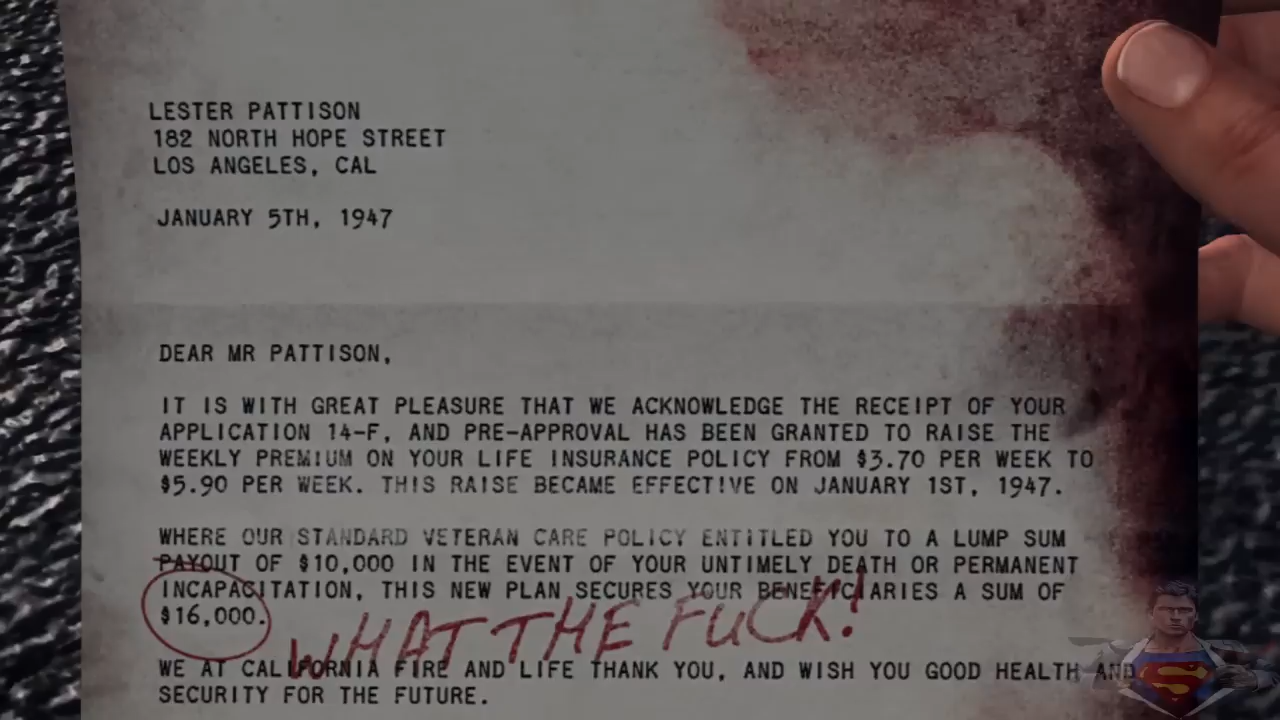 LESTER PATTISON
182 NORTH HOPE STREET
LOS ANGELES, CAL
JANUARY 5TH, 1947
DEAR MR PATTISON,
IT IS WITH GREAT PLEASURE THAT WE ACKNOWLEDGE THE RECEIPT OF YOUR
APPLICATION 14-F, AND PRE-APPROVAL HAS BEEN GRANTED TO RAISE THE
WEEKLY PREMIUM ON YOUR LIFE INSURANCE POLICY FROM $3.70 PER WEEK TO
$5.90 PER WEEK. THIS RAISE BECAME EFFECTIVE ON JANUARY 1ST, 1947.
WHERE OUR STANDARD VETERAN CARE POLICY ENTITLED YOU TO A LUMP SUM
PAYOUT OF $10,000 IN THE EVENT OF YOUR UNTIMELY DEATH OR PERMANENT
INCAPACITATION, THIS NEW PLAN SECURES YOUR BENEFICIARIES A SUM OF
$16,000.
WHAT THE FUCK!
WE AT CALIFORNIA FIRE AND LIFE THANK YOU, AND WISH YOU GOOD HEALTH AND
SECURITY FOR THE FUTURE.